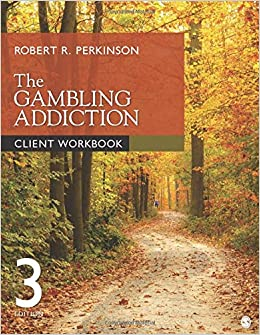 ROBERT R. PERKINSON
The
GAMBLING
ADDICTION
CLIENT WORKBOOK
3
EDITION